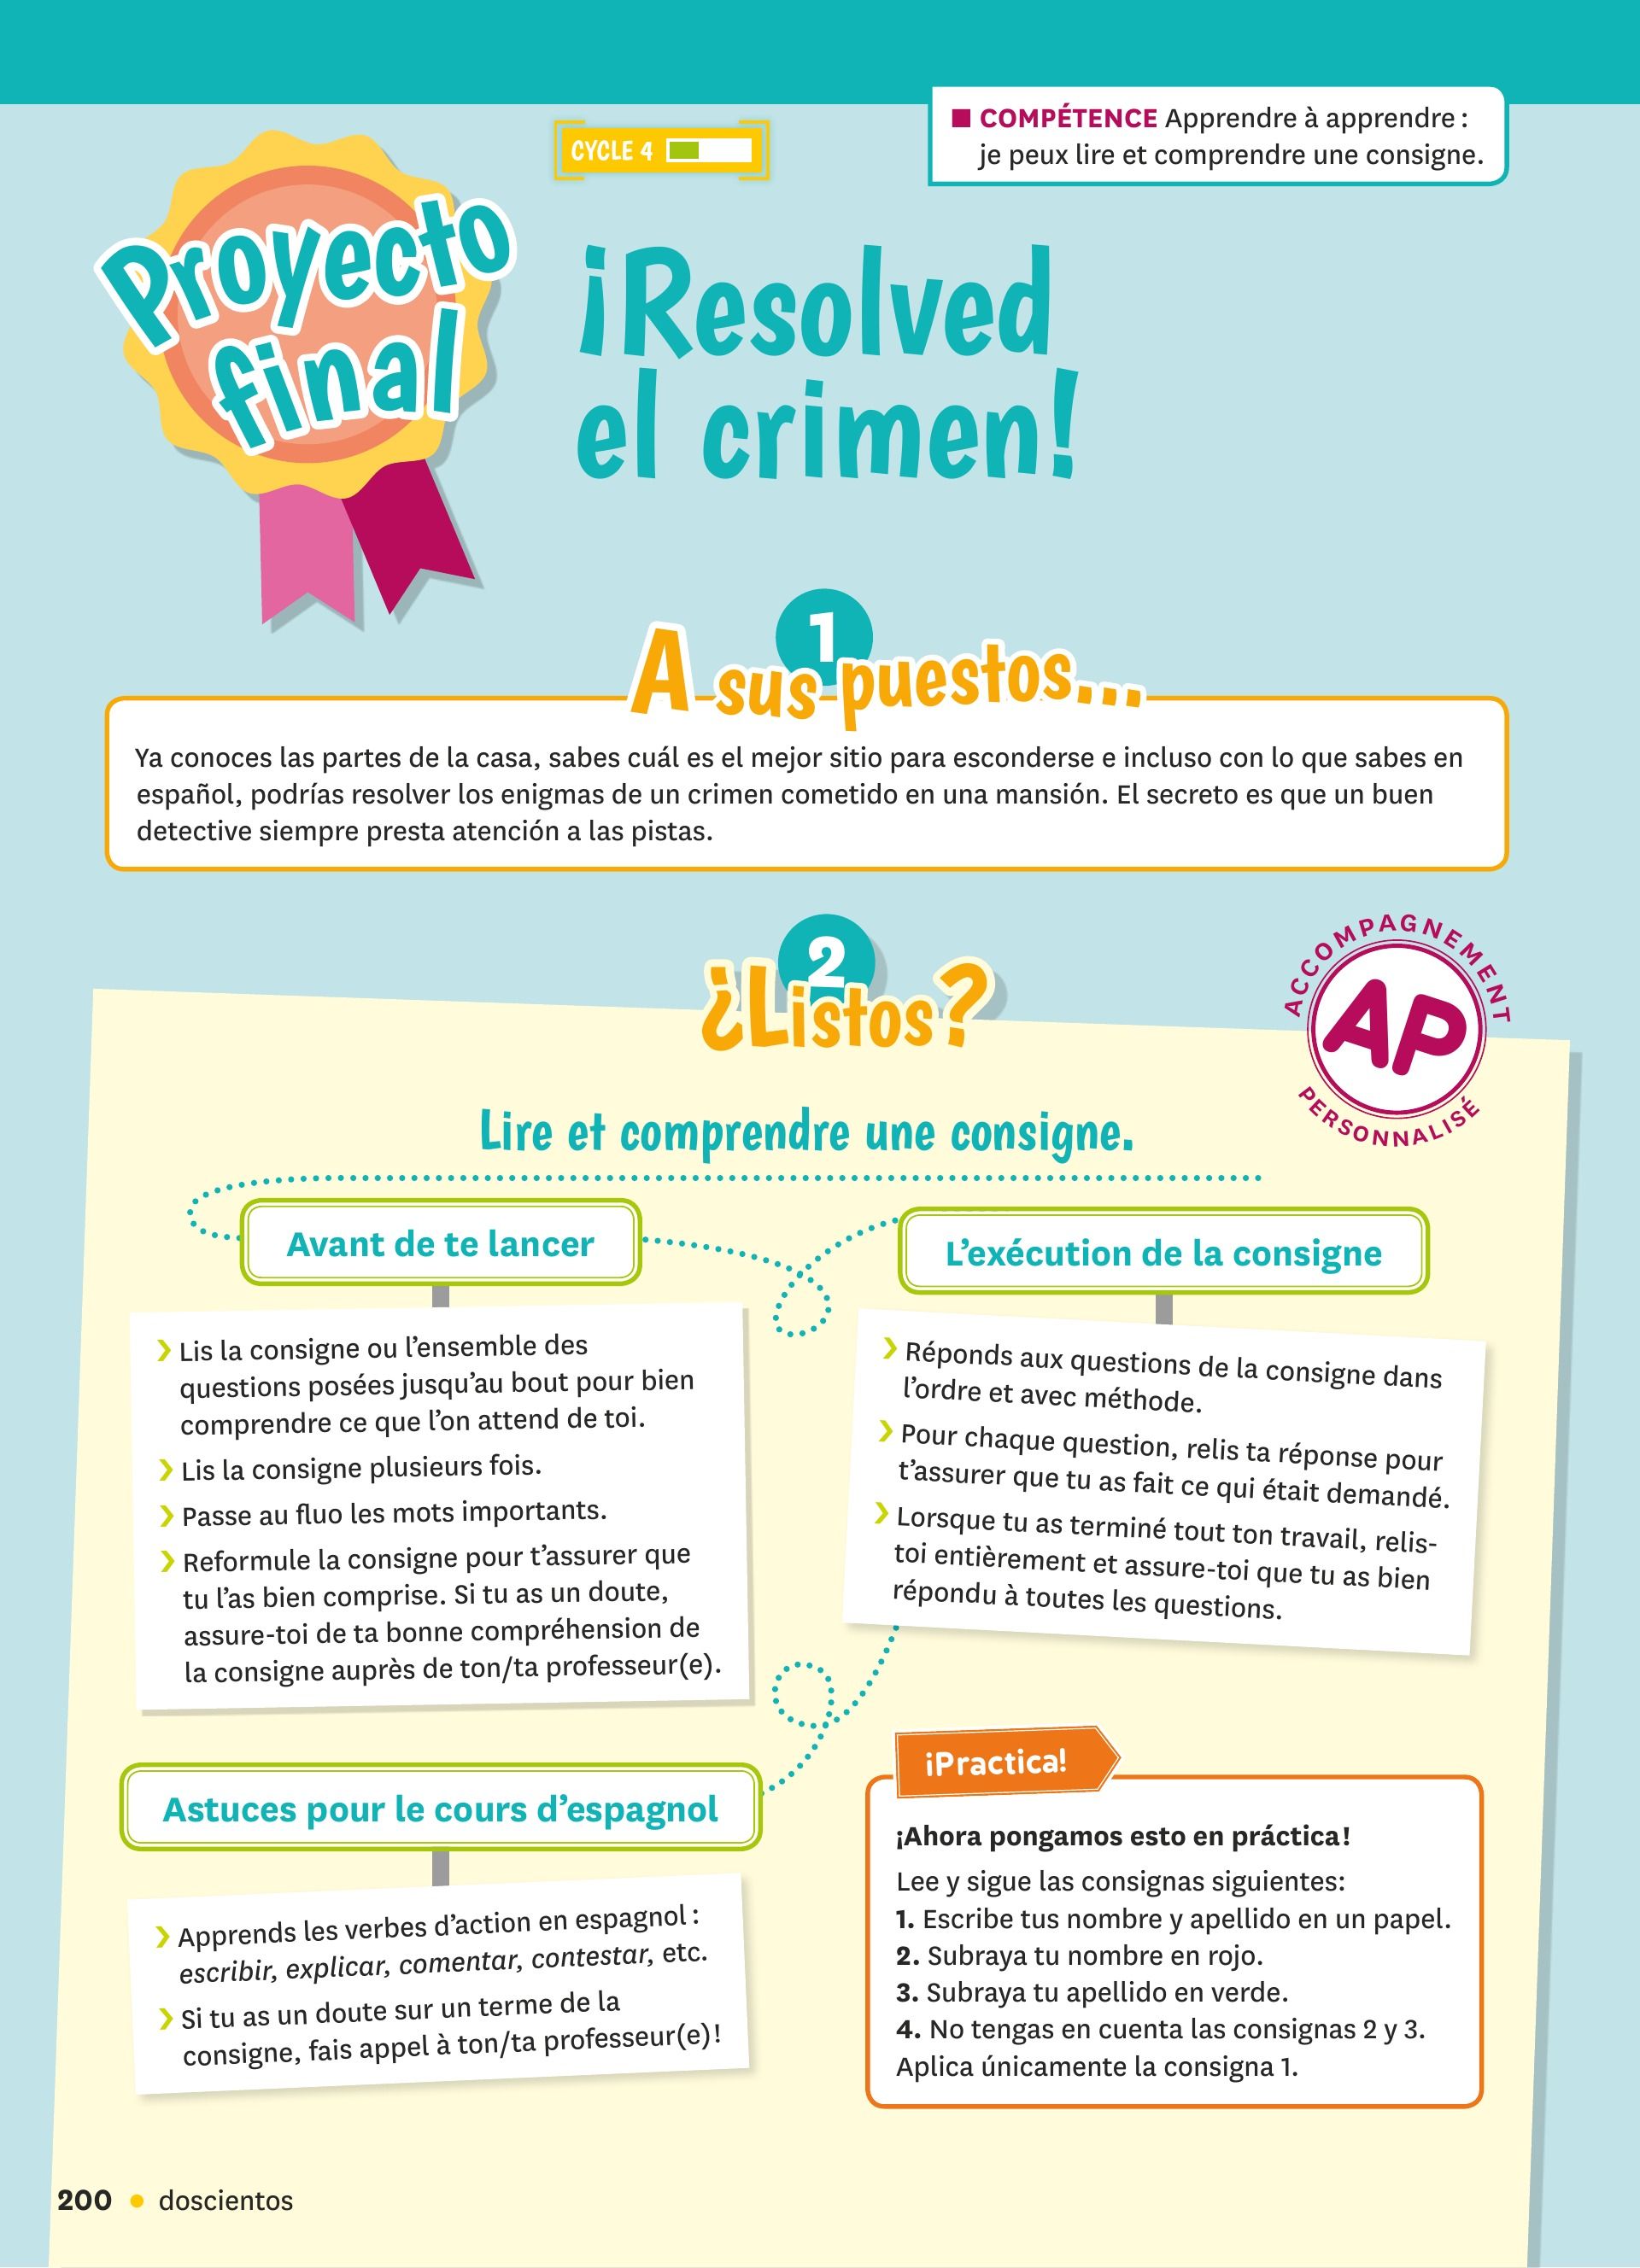 ■ COMPÉTENCE Apprendre à apprendre :
je peux lire et comprendre une consigne.
CYCLE 4
Proyecto
final
¡Resolved
el crimen!
1
A sus puestos...
Ya conoces las partes de la casa, sabes cuál es el mejor sitio para esconderse e incluso con lo que sabes en
español, podrías resolver los enigmas de un crimen cometido en una mansión. El secreto es que un buen
detective siempre presta atención a las pistas.
2
¿Listos?
ACCOMPAGNEMENT
AP
PERSONNALISÉ
Lire et comprendre une consigne.
Avant de te lancer
Lis la consigne ou l'ensemble des
questions posées jusqu'au bout pour bien
comprendre ce que l'on attend de toi.
Lis la consigne plusieurs fois.
Passe au fluo les mots importants.
Reformule la consigne pour t'assurer que
tu l'as bien comprise. Si tu as un doute,
assure-toi de ta bonne compréhension de
la consigne auprès de ton/ta professeur(e).
L'exécution de la consigne
Réponds aux questions de la consigne dans
l'ordre et avec méthode.
Pour chaque question, relis ta réponse pour
t'assurer que tu as fait ce qui était demandé.
Lorsque tu as terminé tout ton travail, relis-
toi entièrement et assure-toi que tu as bien
répondu à toutes les questions.
Astuces pour le cours d'espagnol
Apprends les verbes d'action en espagnol :
escribir, explicar, comentar, contestar, etc.
Si tu as un doute sur un terme de la
consigne, fais appel à ton/ta professeur(e) !
¡Practica!
¡Ahora pongamos esto en práctica!
Lee y sigue las consignas siguientes:
1. Escribe tus nombre y apellido en un papel.
2. Subraya tu nombre en rojo.
3. Subraya tu apellido en verde.
4. No tengas en cuenta las consignas 2 y 3.
Aplica únicamente la consigna 1.
200 • doscientos